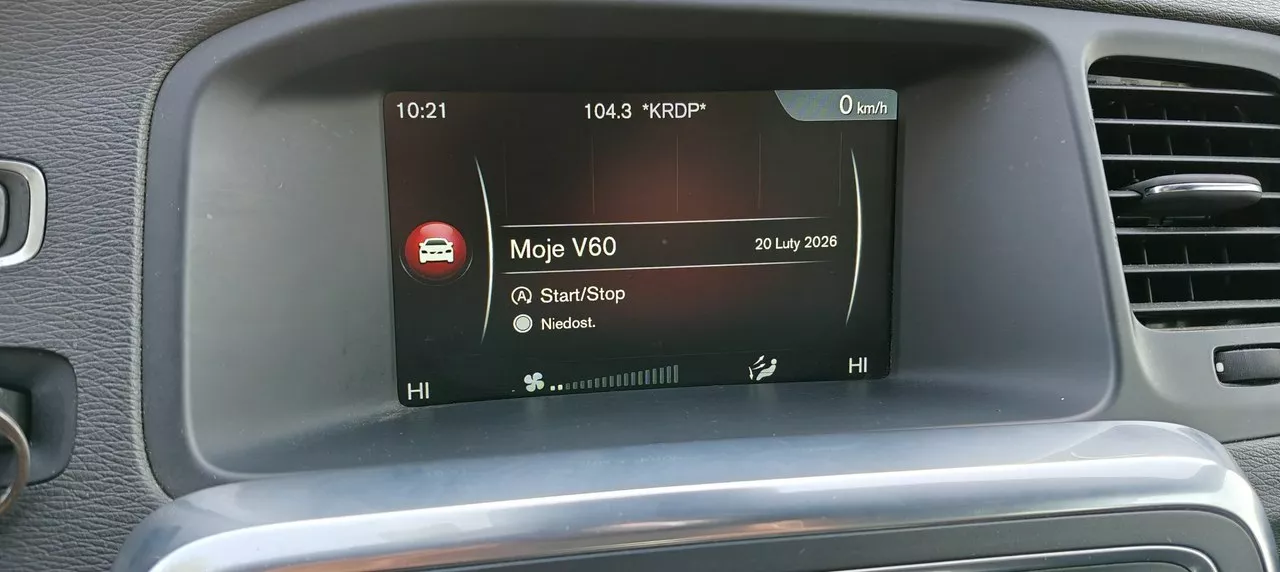 10:21 104.3 *KRDP* 0 km/h
Moje V60 20 Luty 2026
Start/Stop
Niedost.
HI HI